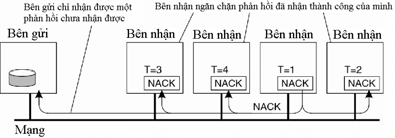 Bên gửi chỉ nhận được một
phản hồi chưa nhận được
Bên nhận ngăn chặn phản hồi đã nhận thành công của mình
Bên gửi
Bên nhận
Bên nhận
Bên nhận
Bên nhận
T=3
NACK
T=4
NACK
T=1
NACK
T=2
NACK
NACK
Mạng